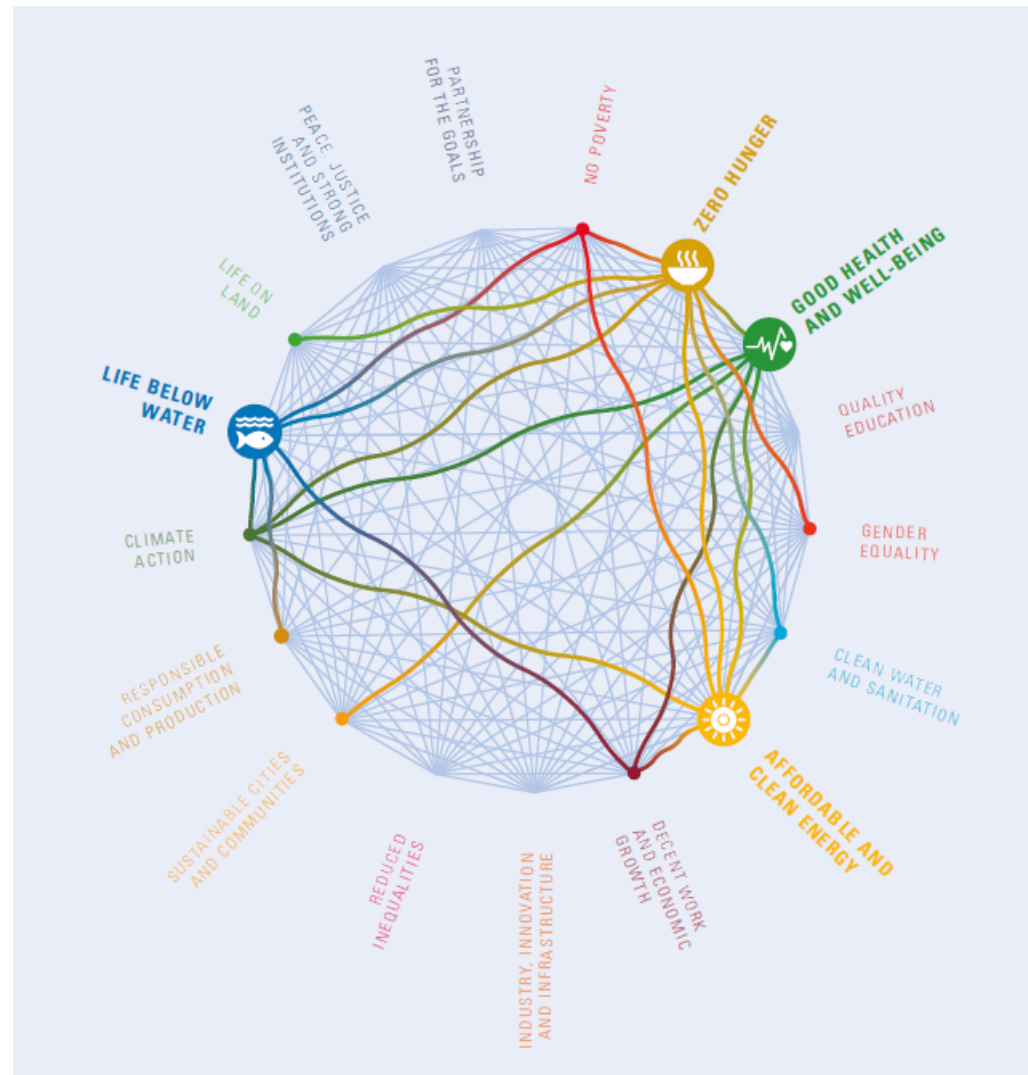 NO POVERTY
ZERO HUNGER
GOOD HEALTH
AND WELL-BEING
QUALITY
EDUCATION
GENDER
EQUALITY
CLEAN WATER
AND SANITATION
AFFORDABLE AND
CLEAN ENERGY
DECENT WORK
AND ECONOMIC
GROWTH
INDUSTRY, INNOVATION
AND INFRASTRUCTURE
REDUCED
INEQUALITIES
SUSTAINABLE CITIES
AND COMMUNITIES
RESPONSIBLE
CONSUMPTION
AND PRODUCTION
CLIMATE
ACTION
LIFE BELOW
WATER
LIFE ON
LAND
PEACE, JUSTICE
AND STRONG
INSTITUTIONS
PARTNERSHIP
FOR THE GOALS